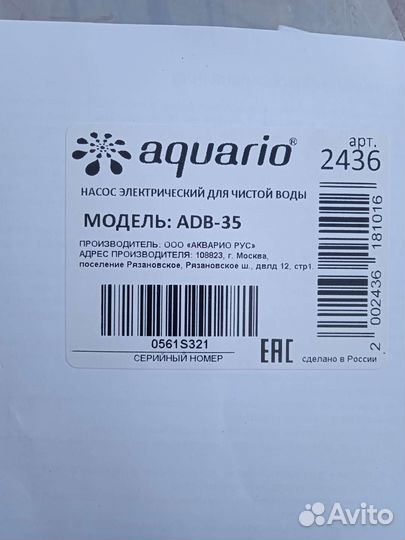 aquario®
арт.
2436
НАСОС ЭЛЕКТРИЧЕСКИЙ ДЛЯ ЧИСТОЙ ВОДЫ
МОДЕЛЬ: ADB-35
ПРОИЗВОДИТЕЛЬ: ООО «АКВАРИО РУС»
АДРЕС ПРОИЗВОДИТЕЛЯ: 108823, г. Москва,
поселение Рязановское, Рязановское ш., двлд 12, стр1
0561S321
СЕРИЙНЫЙ НОМЕР
EAC
сделано в России
2 002436 181016
Avito